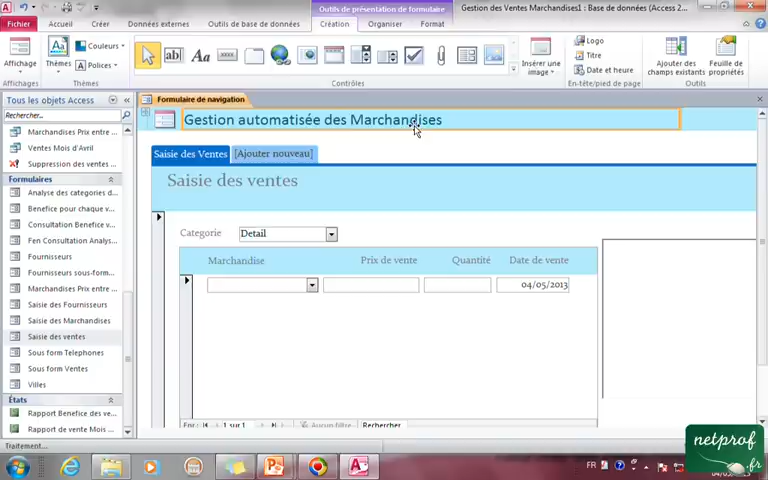 Outils de présentation de formulaire
Gestion des Ventes Marchandises1 : Base de données (Access 2...
Fichier
Accueil
Créer
Données externes
Outils de base de données
Création
Organiser
Format
Affichage
Thèmes
Couleurs
Polices
Aa
ab
Aa
xxxx
Insérer une image
Logo
Titre
Date et heure
Ajouter des champs existants
Feuille de propriétés
Thèmes
Contrôles
En-tête/pied de page
Outils
Tous les objets Access
Rechercher...
Marchandises Prix entre ...
Ventes Mois d'Avril
Suppression des ventes ...
Formulaires
Analyse des categories d...
Benefice pour chaque v...
Consultation Benefice v...
Fen Consultation Analys...
Fournisseurs
Fournisseurs sous-form...
Marchandises Prix entre ...
Saisie des Fournisseurs
Saisie des Marchandises
Saisie des ventes
Sous form Telephones
Sous form Ventes
Villes
États
Rapport Benefice des ve...
Rapport de vente Mois ...
Formulaire de navigation
Gestion automatisée des Marchandises
Saisie des Ventes
[Ajouter nouveau]
Saisie des ventes
Categorie
Detail
Marchandise
Prix de vente
Quantité
Date de vente
04/05/2013
Enr :
1 sur 1
Aucun filtre
Rechercher
Traitement...
FR
netprof
.fr